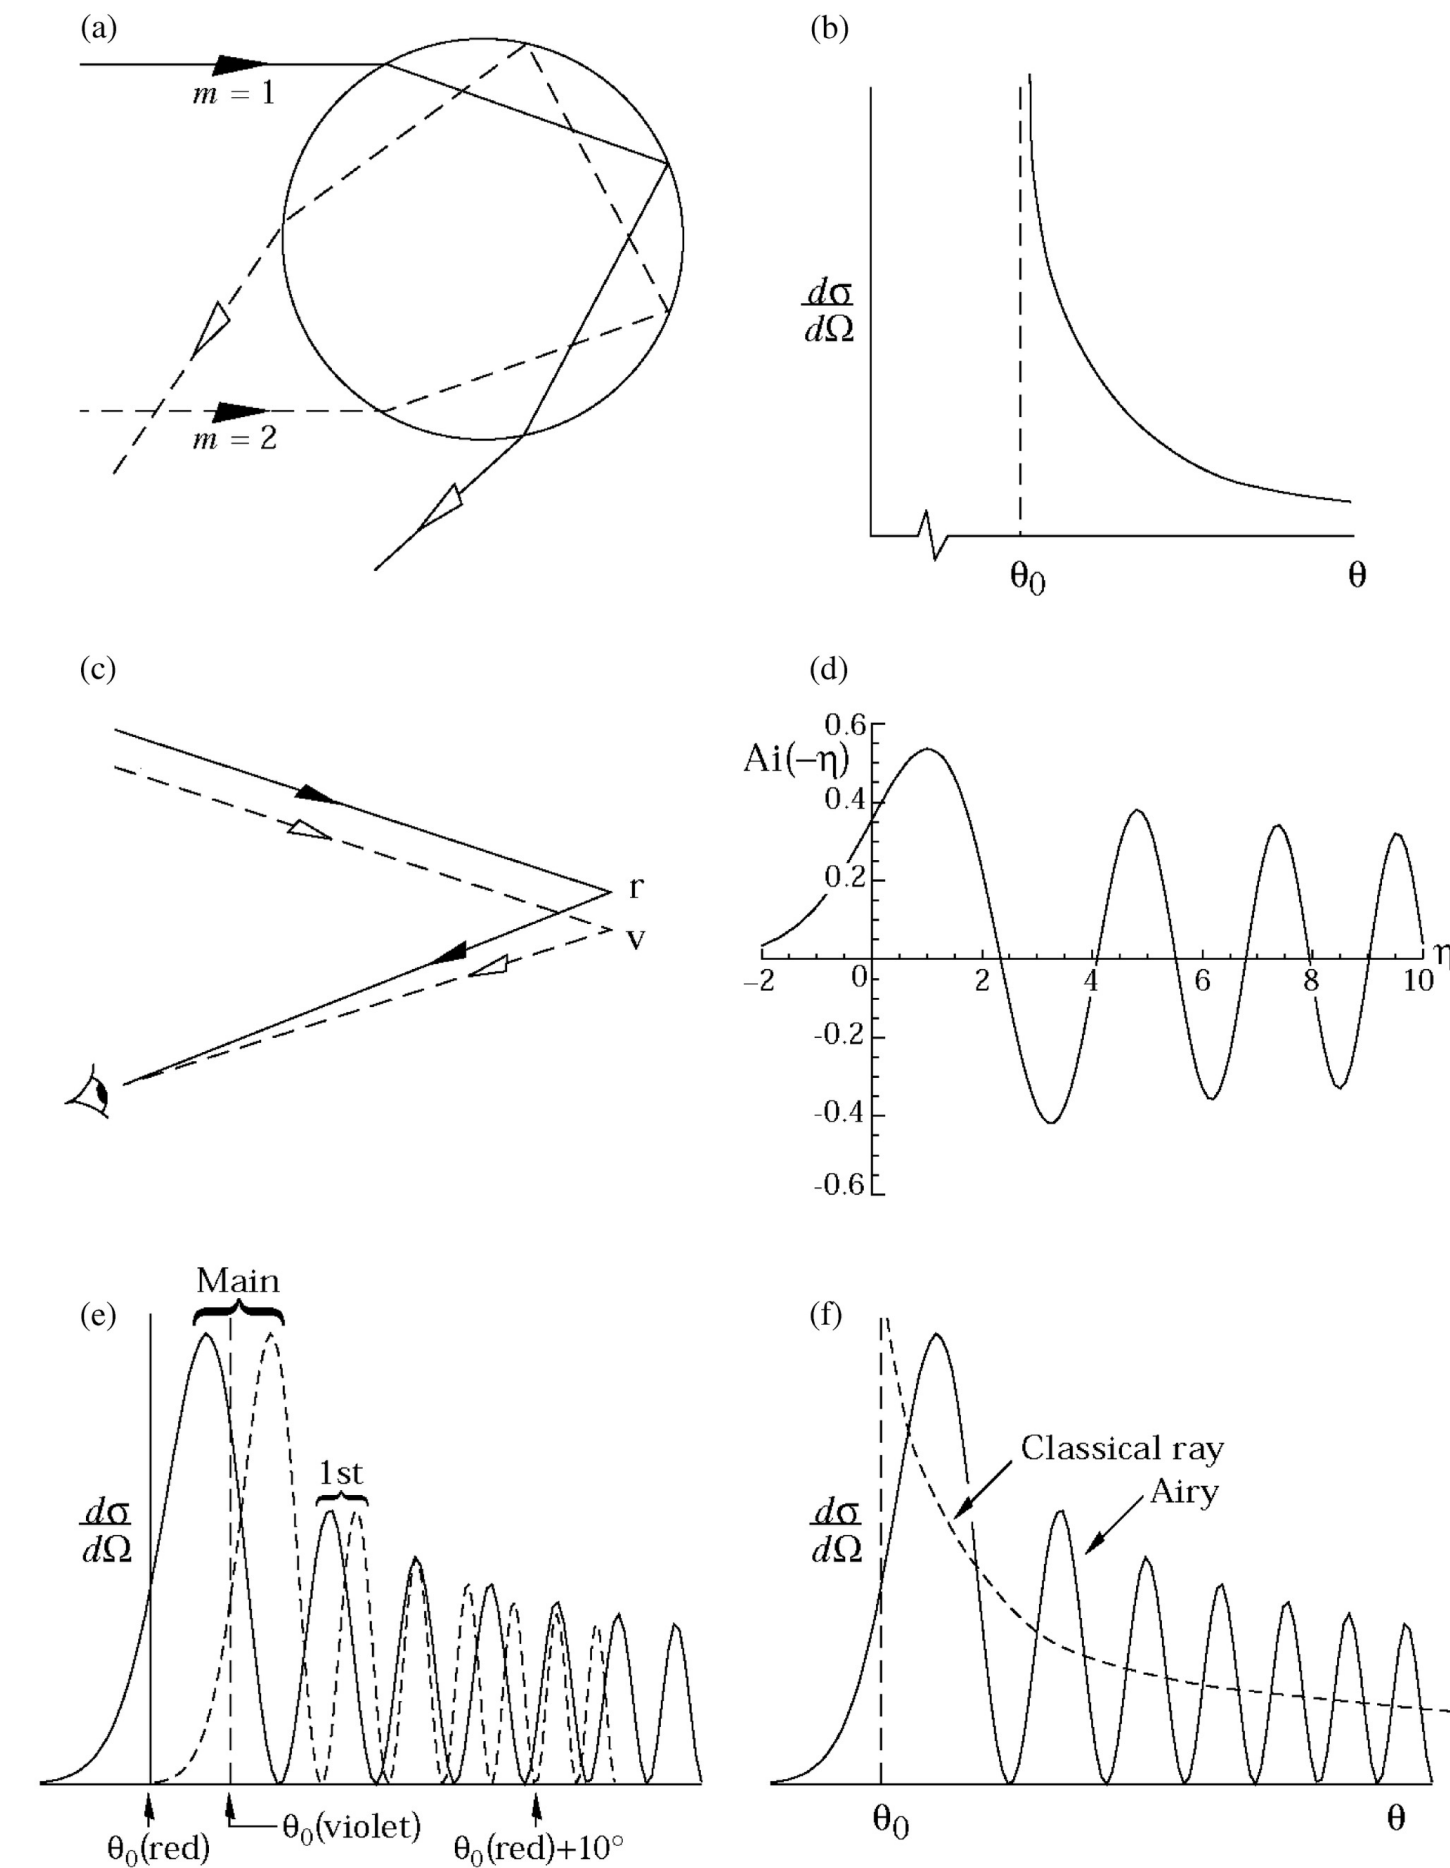 (a)
m = 1
m = 2
(b)
dσ
dΩ
θ₀
θ
(c)
r
v
(d)
0.6
Ai(−η)
0.4
0.2
−2
0
2
4
6
8
10
η
-0.2
-0.4
-0.6
(e)
Main
1st
dσ
dΩ
θ₀(red)
θ₀(violet)
θ₀(red)+10°
(f)
Classical ray
Airy
dσ
dΩ
θ₀
θ